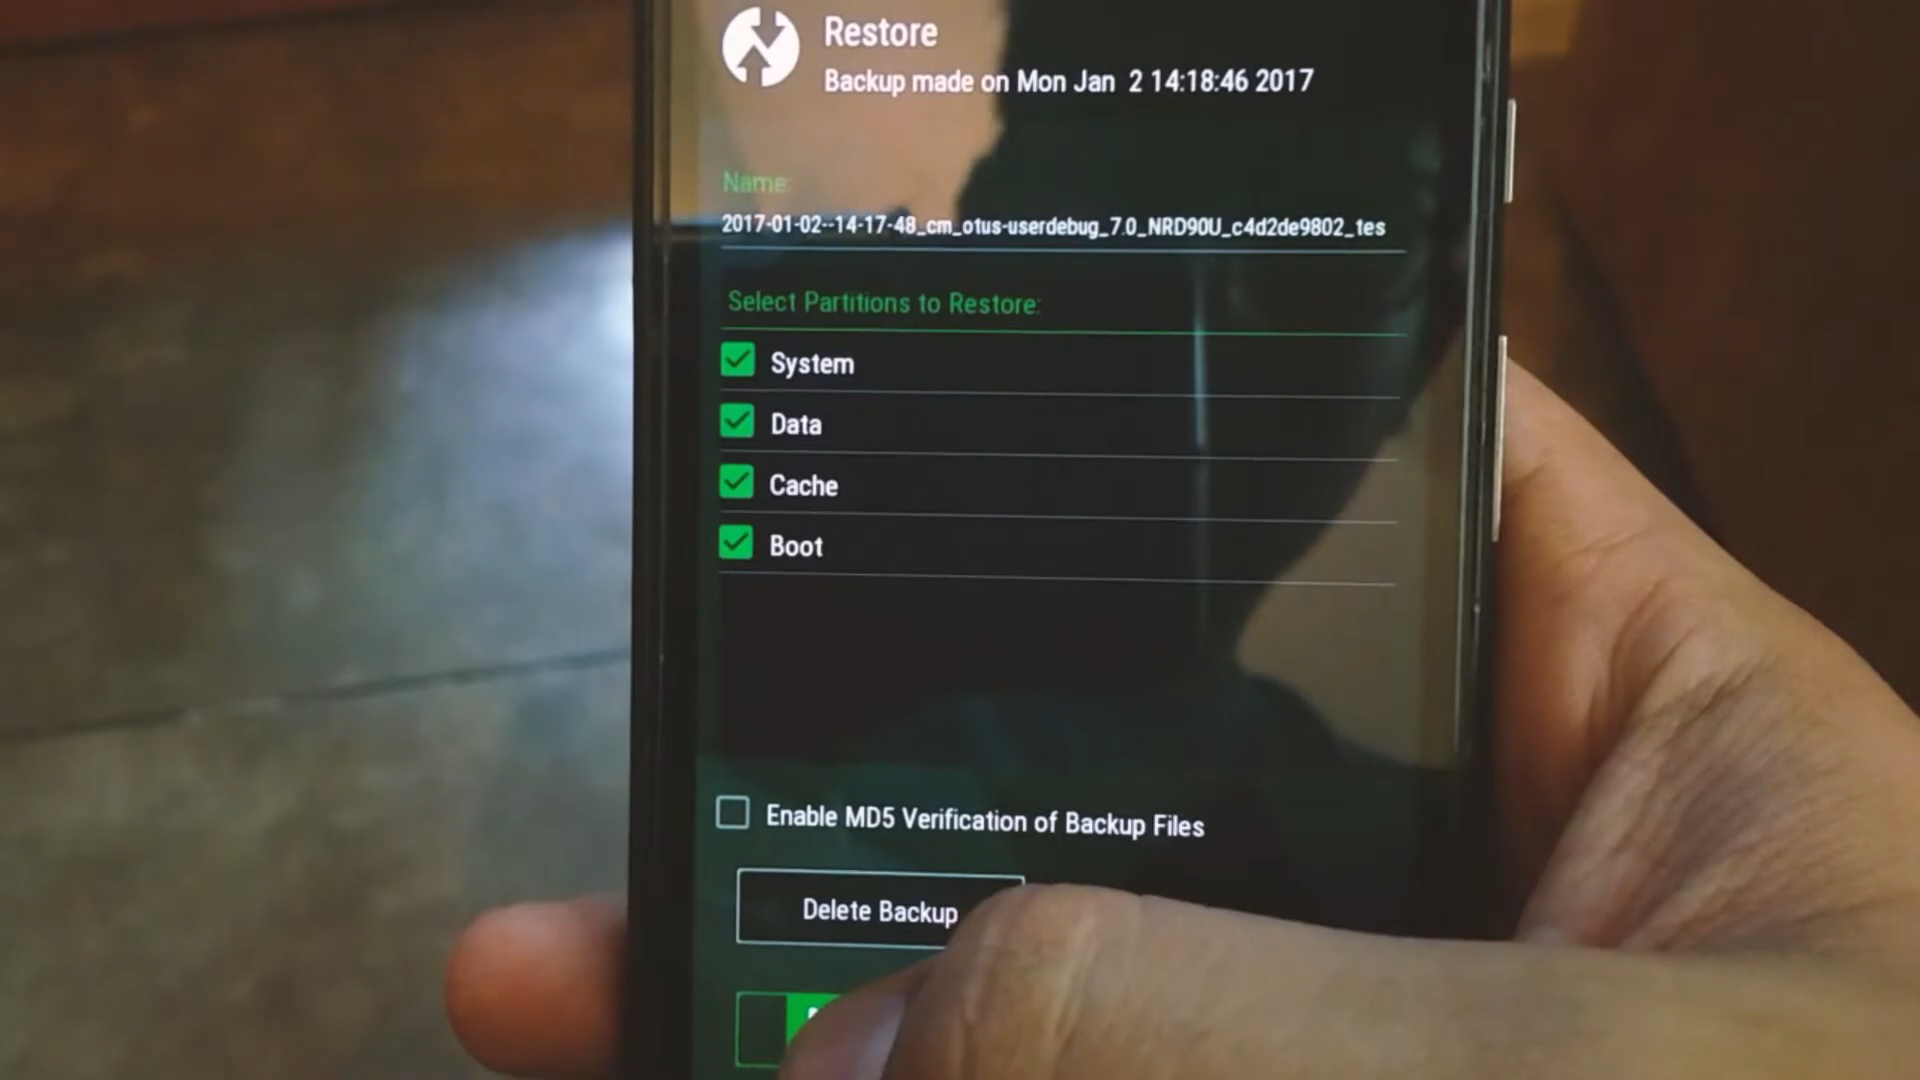 Restore
Backup made on Mon Jan 2 14:18:46 2017
Name:
2017-01-02--14-17-48_cm_otus-userdebug_7.0_NRD90U_c4d2de9802_tes
Select Partitions to Restore:
System
Data
Cache
Boot
Enable MD5 Verification of Backup Files
Delete Backup